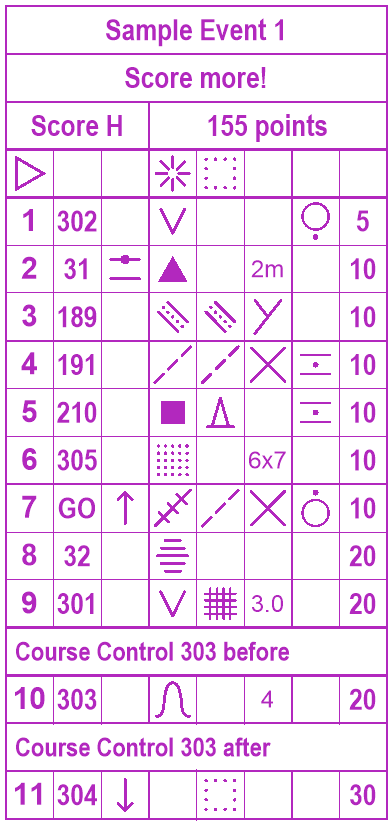 Sample Event 1
Score more!
Score H 155 points
1 302 5
2 31 2m 10
3 189 10
4 191 10
5 210 10
6 305 6x7 10
7 GO 10
8 32 20
9 301 3.0 20
Course Control 303 before
10 303 4 20
Course Control 303 after
11 304 30